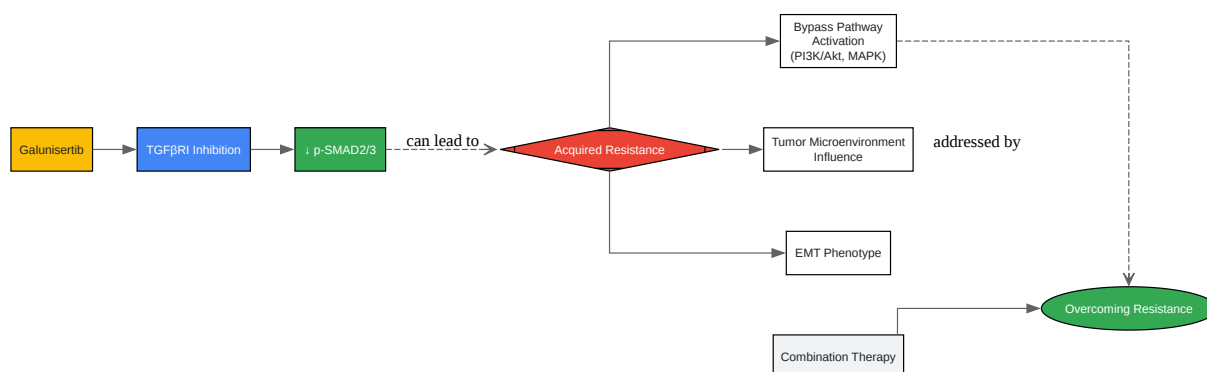 Bypass Pathway
Activation
(PI3K/Akt, MAPK)
Galunisertib
TGFβRI Inhibition
↓ p-SMAD2/3
can lead to
Acquired Resistance
Tumor Microenvironment
Influence
addressed by
EMT Phenotype
Overcoming Resistance
Combination Therapy